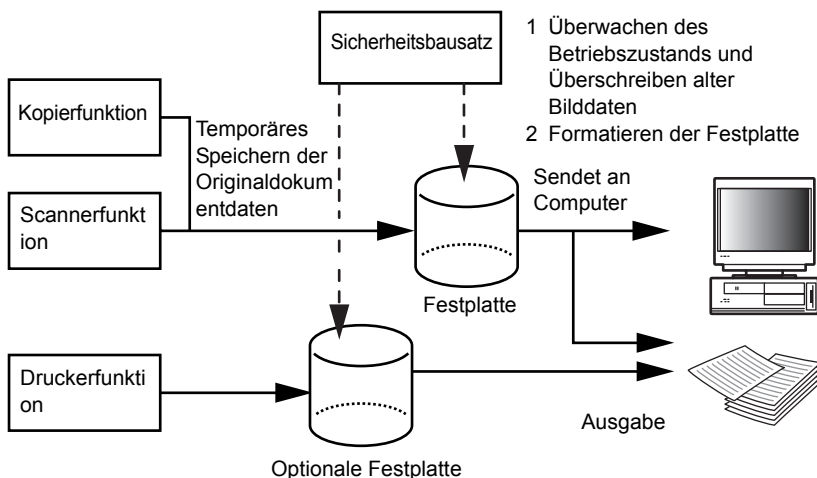 Sicherheitsbausatz
1 Überwachen des
Betriebszustands und
Überschreiben alter
Bilddaten
2 Formatieren der Festplatte
Kopierfunktion
Temporäres
Speichern der
Originaldokum
entdaten
Scannerfunkt
ion
Sendet an
Computer
Festplatte
Druckerfunkti
on
Ausgabe
Optionale Festplatte